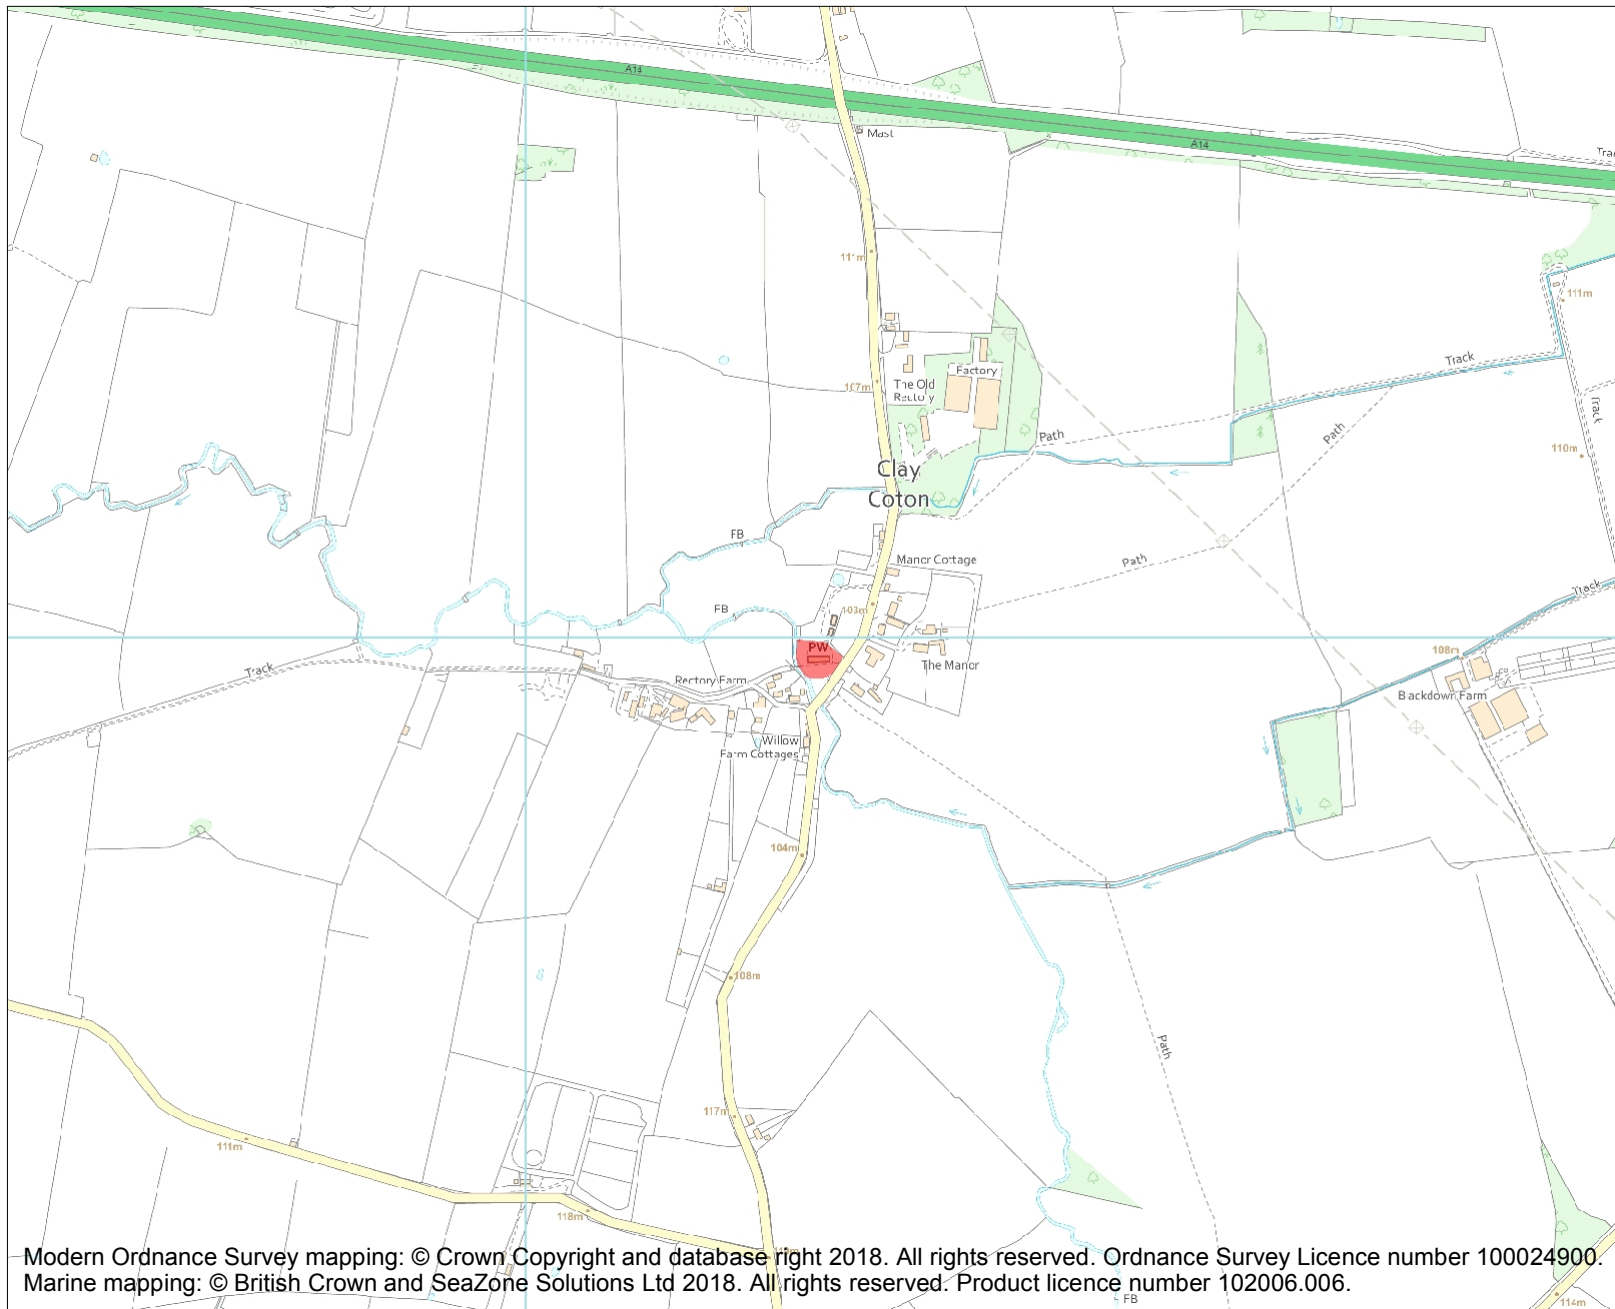 A14
Mast
A14
111m
111m
Track
Factory
The Old
Rectory
107m
Track
Path
Path
110m
Clay
Coton
FB
Manor Cottage
Path
Track
103m
FB
PW
108m
The Manor
Track
Rectory Farm
Blackdown Farm
Willow
Farm Cottages
104m
108m
Path
117m
111m
118m
Modern Ordnance Survey mapping: © Crown Copyright and database right 2018. All rights reserved. Ordnance Survey Licence number 100024900.
Marine mapping: © British Crown and SeaZone Solutions Ltd 2018. All rights reserved. Product licence number 102006.006.
FB
114m